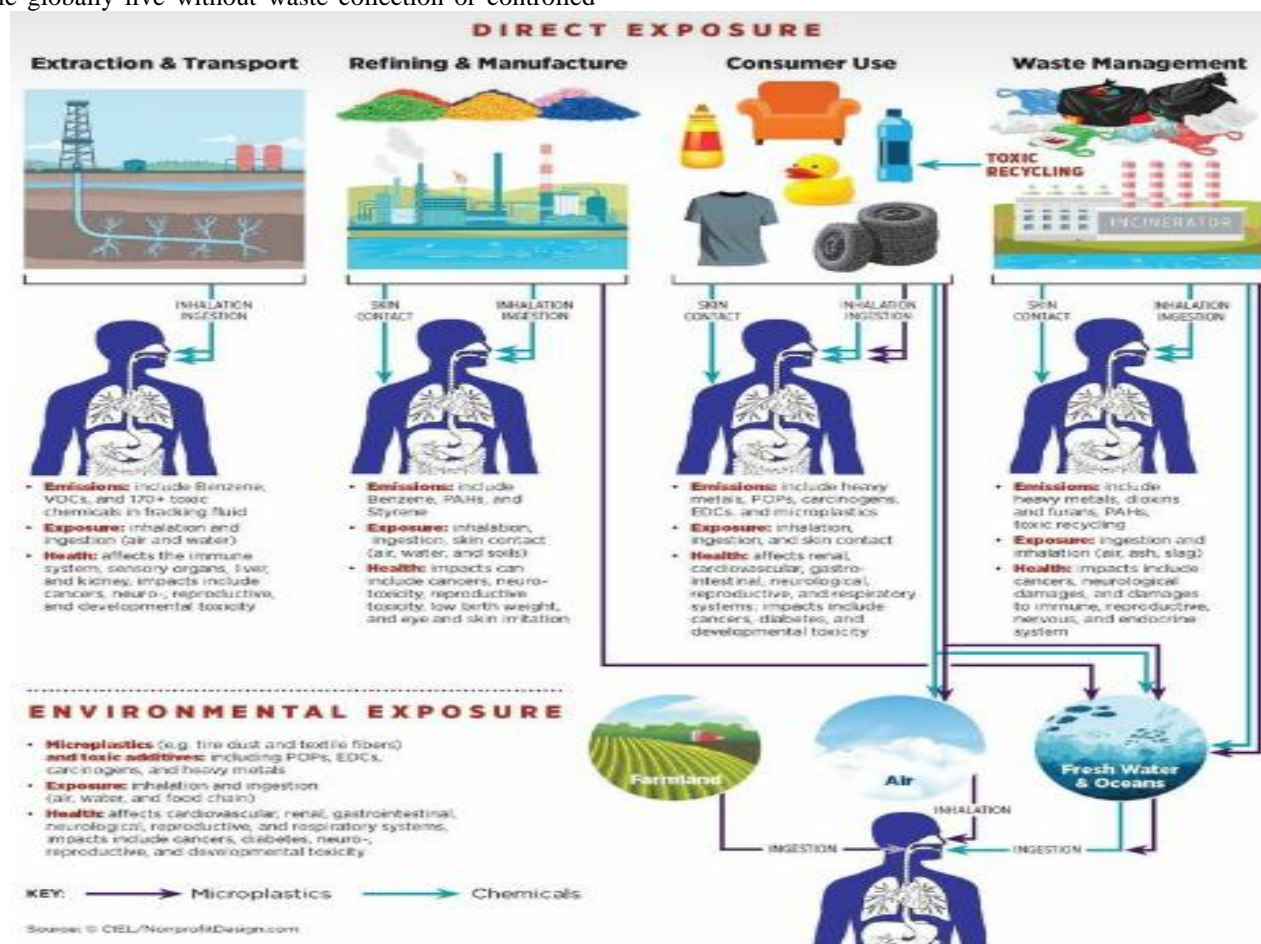 ne globally live without waste collection or controlled
DIRECT EXPOSURE
Extraction & Transport
Refining & Manufacture
Consumer Use
Waste Management
TOXIC
RECYCLING
INCINERATOR
INHALATION
INGESTION
SKIN
CONTACT
INHALATION
INGESTION
SKIN
CONTACT
INHALATION
INGESTION
SKIN
CONTACT
INHALATION
INGESTION
• Emissions: include Benzene,
VOCs, and 170+ toxic
chemicals in fracking fluid
• Exposure: inhalation and
ingestion (air and water)
• Health: affects the immune
system, sensory organs, liver,
and kidney, impacts include
cancers, neuro-, reproductive,
and developmental toxicity
• Emissions: include
Benzene, PAHs, and
Styrene
• Exposure: inhalation,
ingestion, skin contact
(air, water, and soils)
• Health: impacts can
include cancers, neuro-
toxicity, reproductive
toxicity, low birth weight,
and eye and skin irritation
• Emissions: include heavy
metals, POPs, carcinogens,
EDCs, and microplastics
• Exposure: inhalation,
ingestion, and skin contact
• Health: affects renal,
cardiovascular, gastro-
intestinal, neurological,
reproductive, and respiratory
systems; impacts include
cancers, diabetes, and
developmental toxicity
• Emissions: include
heavy metals, dioxins
and furans, PAHs,
toxic recycling
• Exposure: ingestion and
inhalation (air, ash, slag)
• Health: impacts include
cancers, neurological
damages, and damages
to immune, reproductive,
nervous, and endocrine
system
ENVIRONMENTAL EXPOSURE
• Microplastics (e.g. tire dust and textile fibers)
and toxic additives: including POPs, EDCs,
carcinogens, and heavy metals
• Exposure: inhalation and ingestion
(air, water, and food chain)
• Health: affects cardiovascular, renal, gastrointestinal,
neurological, reproductive, and respiratory systems,
impacts include cancers, diabetes, neuro-,
reproductive, and developmental toxicity
Farmland
Air
Fresh Water
& Oceans
INHALATION
INGESTION
INGESTION
KEY: Microplastics Chemicals
Source: © CIEL/NonprofitDesign.com